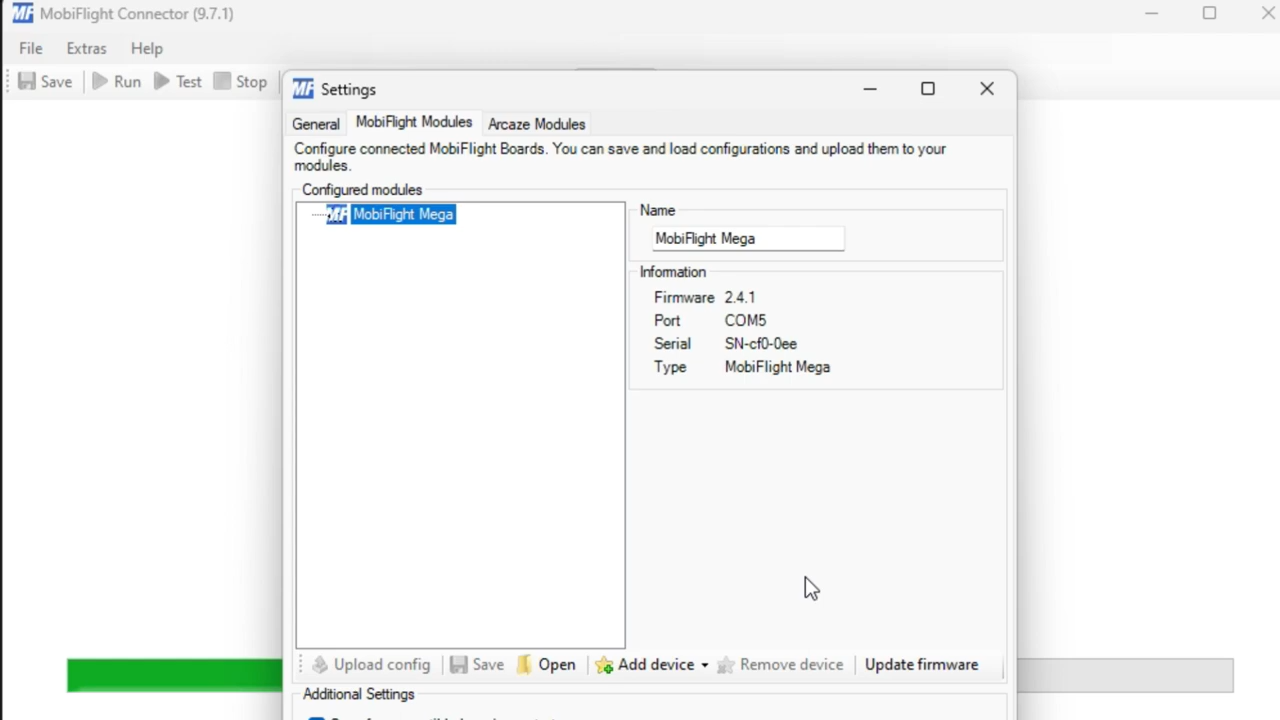 MF MobiFlight Connector (9.7.1)
File Extras Help
Save Run Test Stop
MF Settings
General MobiFlight Modules Arcaze Modules
Configure connected MobiFlight Boards. You can save and load configurations and upload them to your
modules.
Configured modules
MF MobiFlight Mega
Name
MobiFlight Mega
Information
Firmware 2.4.1
Port COM5
Serial SN-cf0-0ee
Type MobiFlight Mega
Upload config Save Open Add device Remove device Update firmware
Additional Settings